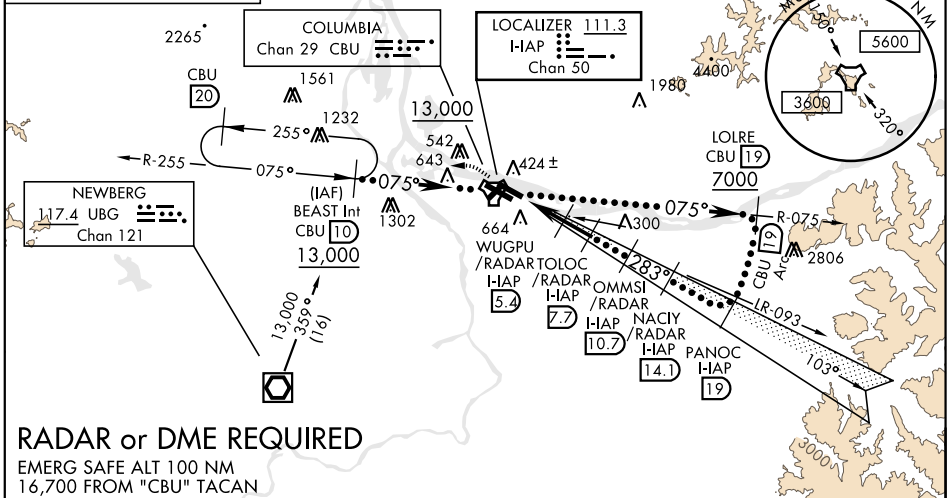 2265
COLUMBIA
Chan 29 CBU
LOCALIZER 111.3
I-IAP
Chan 50
NM
150°
5600
3600
320°
4400
1980
1561
CBU
20
13,000
1232
255°
542
643
424 ±
LOLRE
CBU 19
7000
R-255
075°
075°
075°
R-075
NEWBERG
117.4 UBG
Chan 121
(IAF)
BEAST Int
CBU 10
13,000
1302
664
300
CBU 19
Arc
2806
WUGPU
/RADAR
I-IAP
5.4
TOLOC
/RADAR
I-IAP
7.7
283°
OMMSI
/RADAR
I-IAP
10.7
NACIY
/RADAR
I-IAP
14.1
PANOC
I-IAP
19
LR-093
103°
13,000
359°
(16)
3000
RADAR or DME REQUIRED
EMERG SAFE ALT 100 NM
16,700 FROM "CBU" TACAN